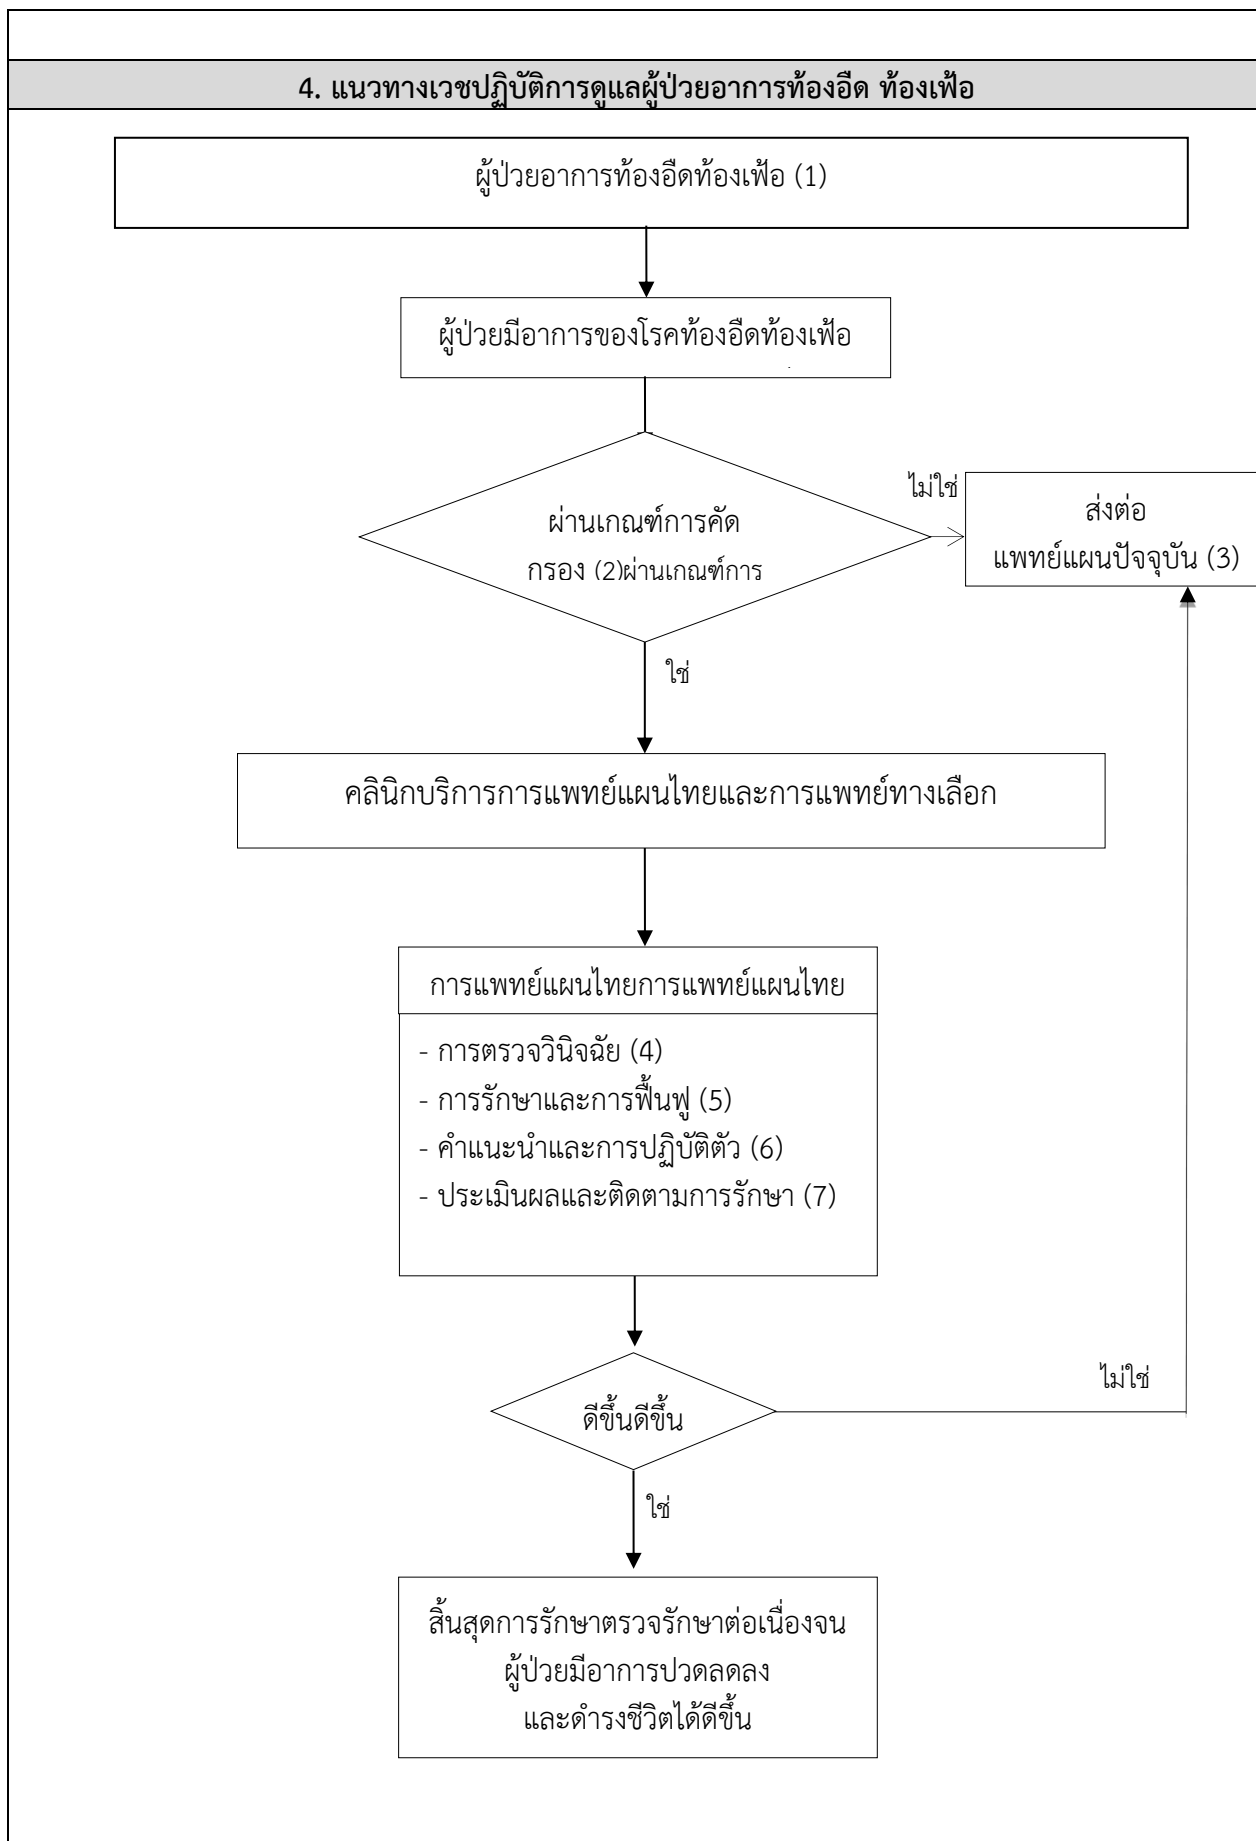 4. แนวทางเวชปฏิบัติการดูแลผู้ป่วยอาการท้องอืด ท้องเฟ้อ
ผู้ป่วยอาการท้องอืดท้องเฟ้อ (1)
ผู้ป่วยมีอาการของโรคท้องอืดท้องเฟ้อ
ผ่านเกณฑ์การคัด
กรอง (2)ผ่านเกณฑ์การ
ไม่ใช่
ส่งต่อ
แพทย์แผนปัจจุบัน (3)
ใช่
คลินิกบริการการแพทย์แผนไทยและการแพทย์ทางเลือก
การแพทย์แผนไทยการแพทย์แผนไทย
- การตรวจวินิจฉัย (4)
- การรักษาและการฟื้นฟู (5)
- คำแนะนำและการปฏิบัติตัว (6)
- ประเมินผลและติดตามการรักษา (7)
ดีขึ้นดีขึ้น
ไม่ใช่
ใช่
สิ้นสุดการรักษาตรวจรักษาต่อเนื่องจน
ผู้ป่วยมีอาการปวดลดลง
และดำรงชีวิตได้ดีขึ้น